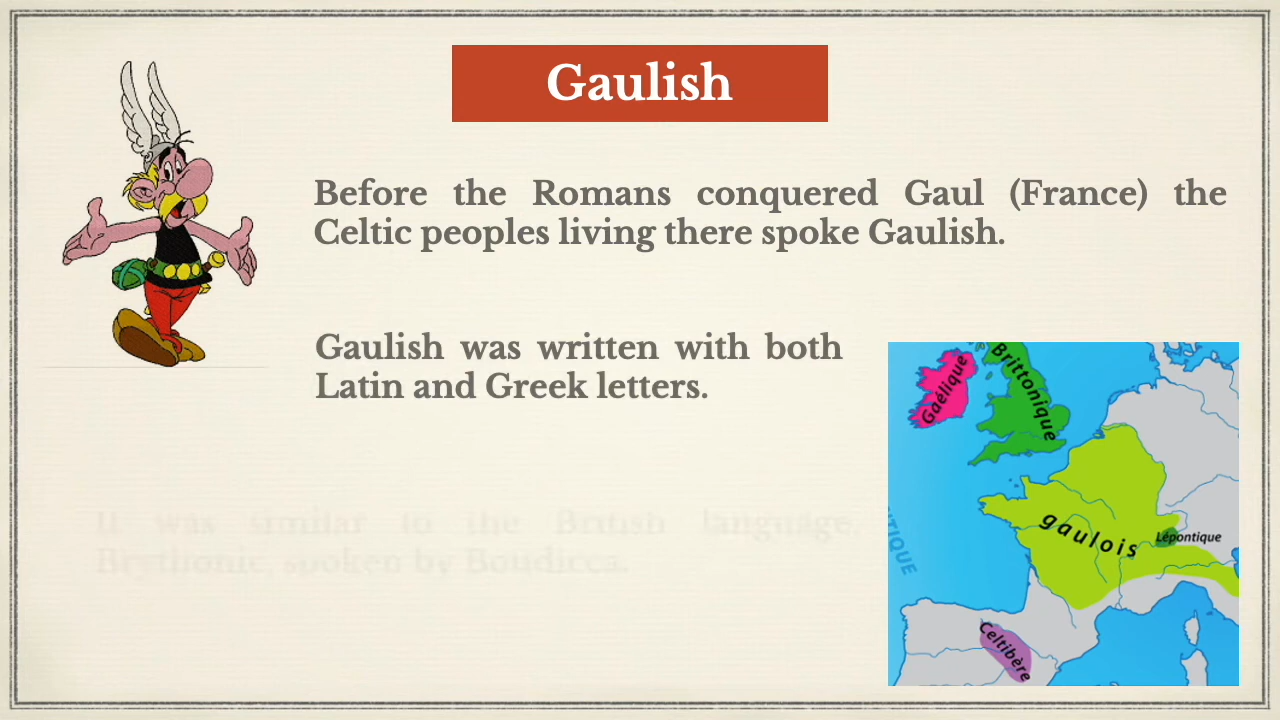 Gaulish
Before the Romans conquered Gaul (France) the
Celtic peoples living there spoke Gaulish.
Gaulish was written with both
Latin and Greek letters.
It was similar to the British language,
Brythonic, spoken by Boudicca.
Gaélique
Brittonique
gaulois
Lépontique
TIQUE
Celtibère